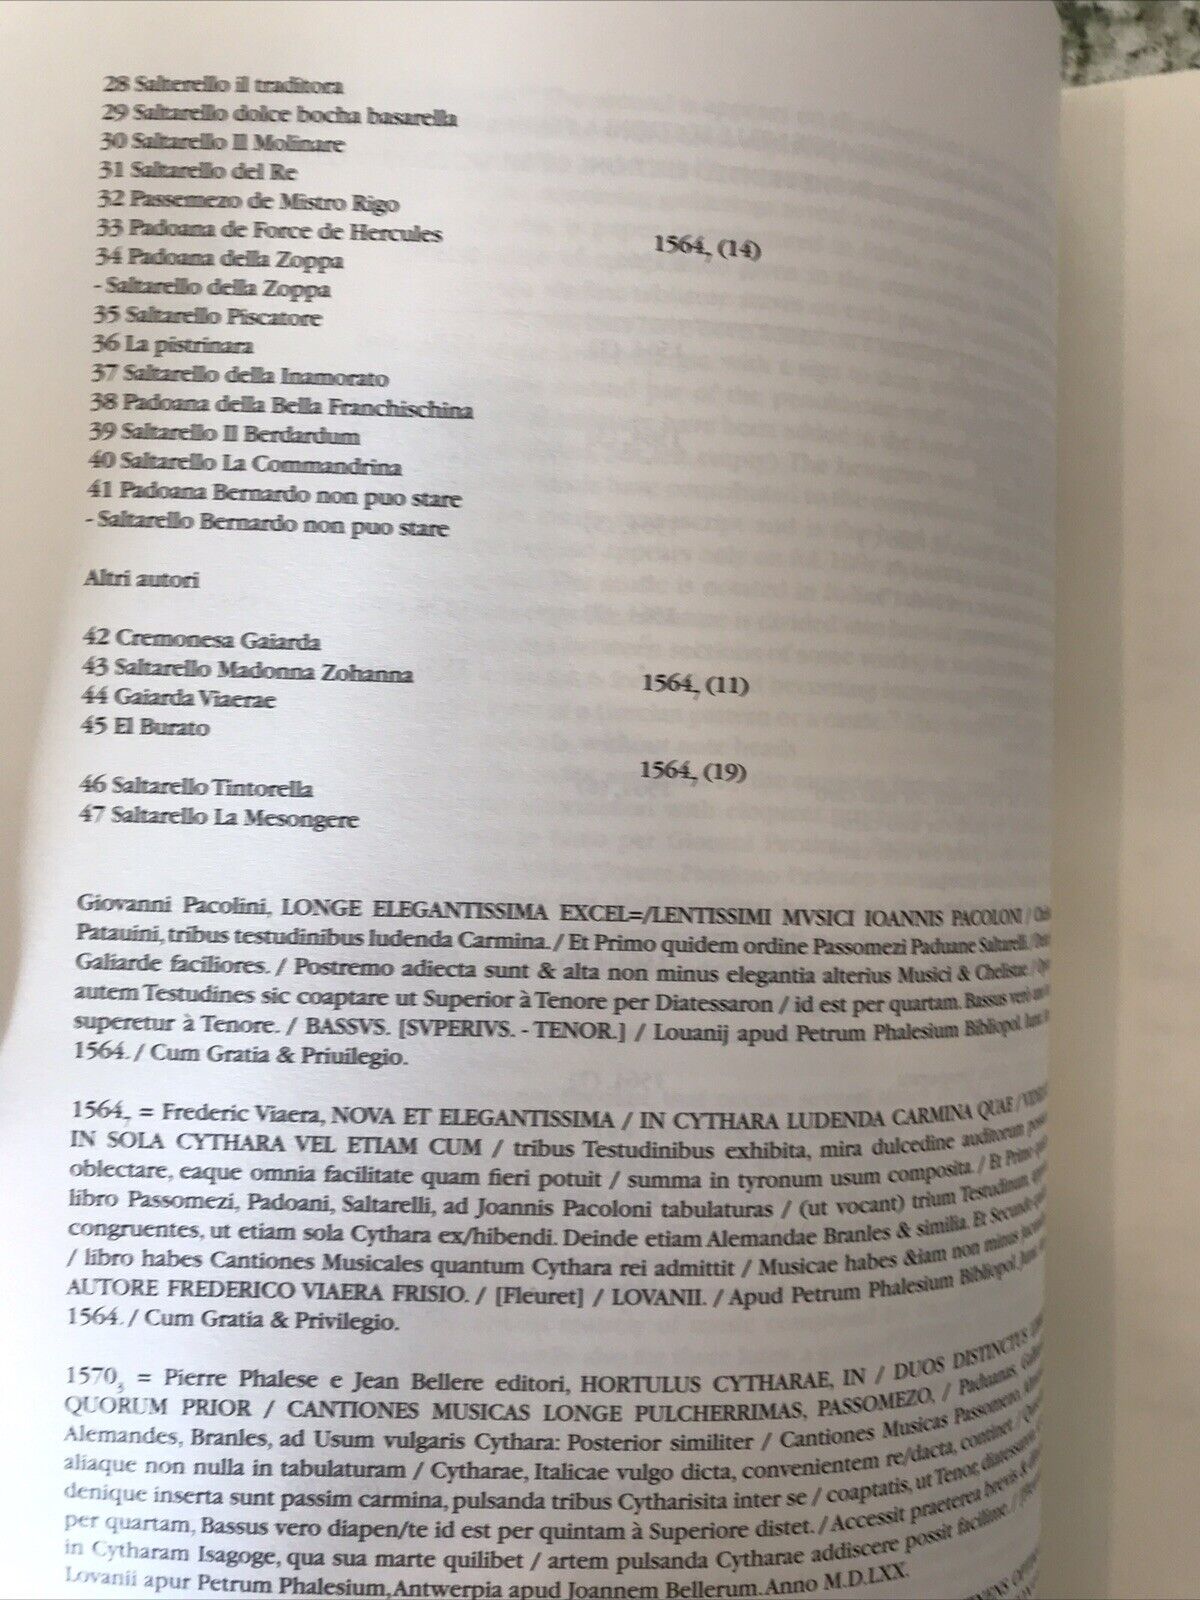 28 Salterello il traditora
29 Saltarello dolce bocha basarella
30 Saltarello Il Molinare
31 Saltarello del Re
32 Passemezo de Mistro Rigo
33 Padoana de Force de Hercules 1564, (14)
34 Padoana della Zoppa
- Saltarello della Zoppa
35 Saltarello Piscatore
36 La pistrinara
37 Saltarello della Inamorato
38 Padoana della Bella Franchischina
39 Saltarello Il Berdardum
40 Saltarello La Commandrina
41 Padoana Bernardo non puo stare
- Saltarello Bernardo non puo stare
Altri autori
42 Cremonesa Gaiarda
43 Saltarello Madonna Zohanna 1564, (11)
44 Gaiarda Viaerae
45 El Burato
1564, (19)
46 Saltarello Tintorella
47 Saltarello La Mesongere
Giovanni Pacolini, LONGE ELEGANTISSIMA EXCEL=/LENTISSIMI MVSICI IOANNIS PACOLONI /
Patauini, tribus testudinibus ludenda Carmina. / Et Primo quidem ordine Passomezi Paduane Saltarelli. /
Galiarde faciliores. / Postremo adiecta sunt & alta non minus elegantia alterius Musici & Chelistae /
autem Testudines sic coaptare ut Superior à Tenore per Diatessaron / id est per quartam. Bassus verò
superetur à Tenore. / BASSVS. [SVPERIVS. - TENOR.] / Louanij apud Petrum Phalesium Bibliopol. Iurat.
1564. / Cum Gratia & Priuilegio.
1564, = Frederic Viaera, NOVA ET ELEGANTISSIMA / IN CYTHARA LUDENDA CARMINA QUAE /
IN SOLA CYTHARA VEL ETIAM CUM / tribus Testudinibus exhibita, mira dulcedine auditorum
oblectare, eaque omnia facilitate quam fieri potuit / summa in tyronum usum composita. / Et Primo
libro Passomezi, Padoani, Saltarelli, ad Joannis Pacoloni tabulaturas / (ut vocant) trium Testudinum,
congruentes, ut etiam sola Cythara ex/hibendi. Deinde etiam Alemandae Branles & similia. Et Secundo
/ libro habes Cantiones Musicales quantum Cythara rei admittit / Musicae habes &iam non minus
AUTORE FREDERICO VIAERA FRISIO. / [Fleuret] / LOVANII. / Apud Petrum Phalesium Bibliopol.
1564. / Cum Gratia & Privilegio.
1570, = Pierre Phalese e Jean Bellere editori, HORTULUS CYTHARAE, IN / DUOS DISTINCTUS
QUORUM PRIOR / CANTIONES MUSICAS LONGE PULCHERRIMAS, PASSOMEZO, / Paduanas,
Alemandes, Branles, ad Usum vulgaris Cythara: Posterior similiter / Cantiones Musicas Passomezo,
aliaque non nulla in tabulaturam / Cytharae, Italicae vulgo dicta, convenientem re/dacta, continet. /
denique inserta sunt passim carmina, pulsanda tribus Cytharisita inter se / coaptatis, ut Tenor, diatessaron,
per quartam, Bassus vero diapen/te id est per quintam à Superiore distet. / Accessit praeterea brevis &
in Cytharam Isagoge, qua sua marte quilibet / artem pulsanda Cytharae addiscere possit faciline. /
Lovanii apur Petrum Phalesium, Antwerpia apud Joannem Bellerum. Anno M.D.LXX.